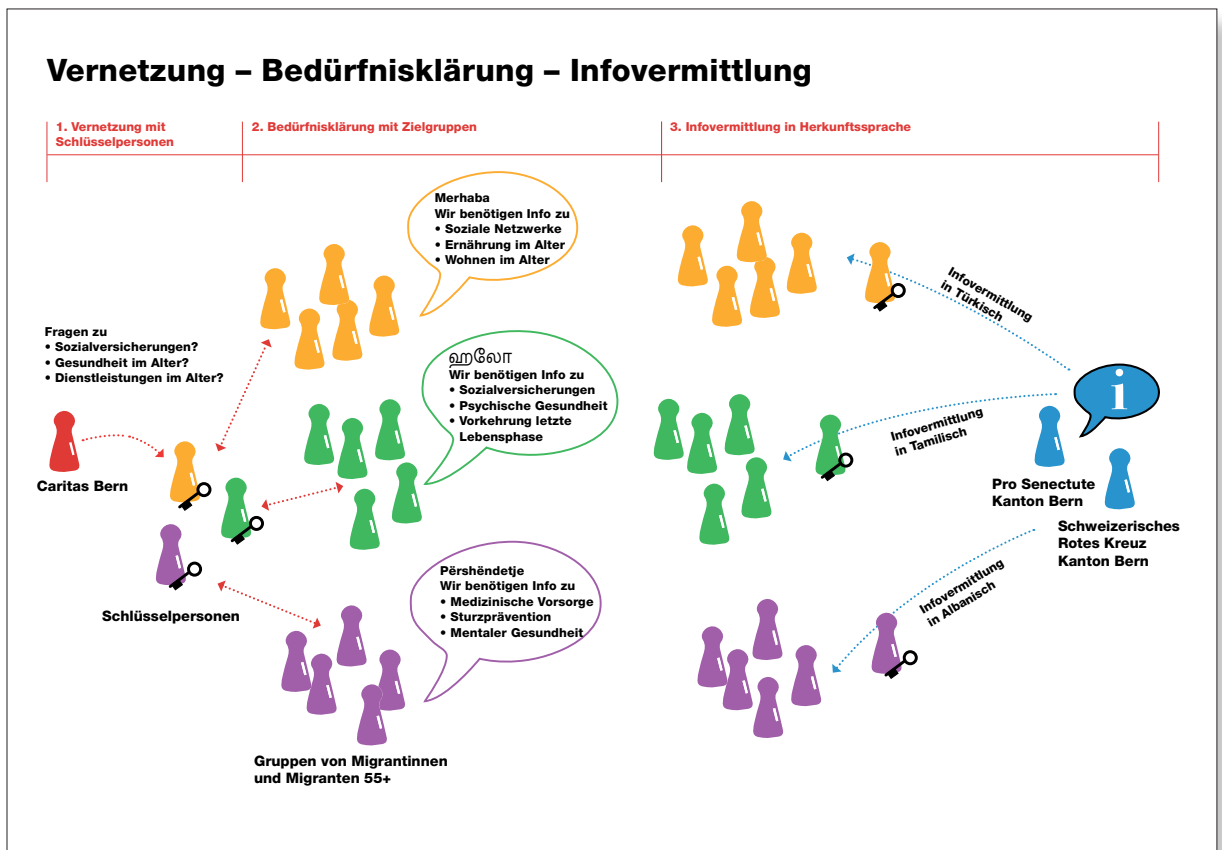 Vernetzung – Bedürfnisklärung – Infovermittlung
1. Vernetzung mit
Schlüsselpersonen
2. Bedürfnisklärung mit Zielgruppen
3. Infovermittlung in Herkunftssprache
Merhaba
Wir benötigen Info zu
• Soziale Netzwerke
• Ernährung im Alter
• Wohnen im Alter
Infovermittlung
in Türkisch
Fragen zu
• Sozialversicherungen?
• Gesundheit im Alter?
• Dienstleistungen im Alter?
ஹலோ
Wir benötigen Info zu
• Sozialversicherungen
• Psychische Gesundheit
• Vorkehrung letzte
Lebensphase
Infovermittlung
in Tamilisch
i
Caritas Bern
Pro Senectute
Kanton Bern
Schweizerisches
Rotes Kreuz
Kanton Bern
Schlüsselpersonen
Përshëndetje
Wir benötigen Info zu
• Medizinische Vorsorge
• Sturzprävention
• Mentaler Gesundheit
Infovermittlung
in Albanisch
Gruppen von Migrantinnen
und Migranten 55+